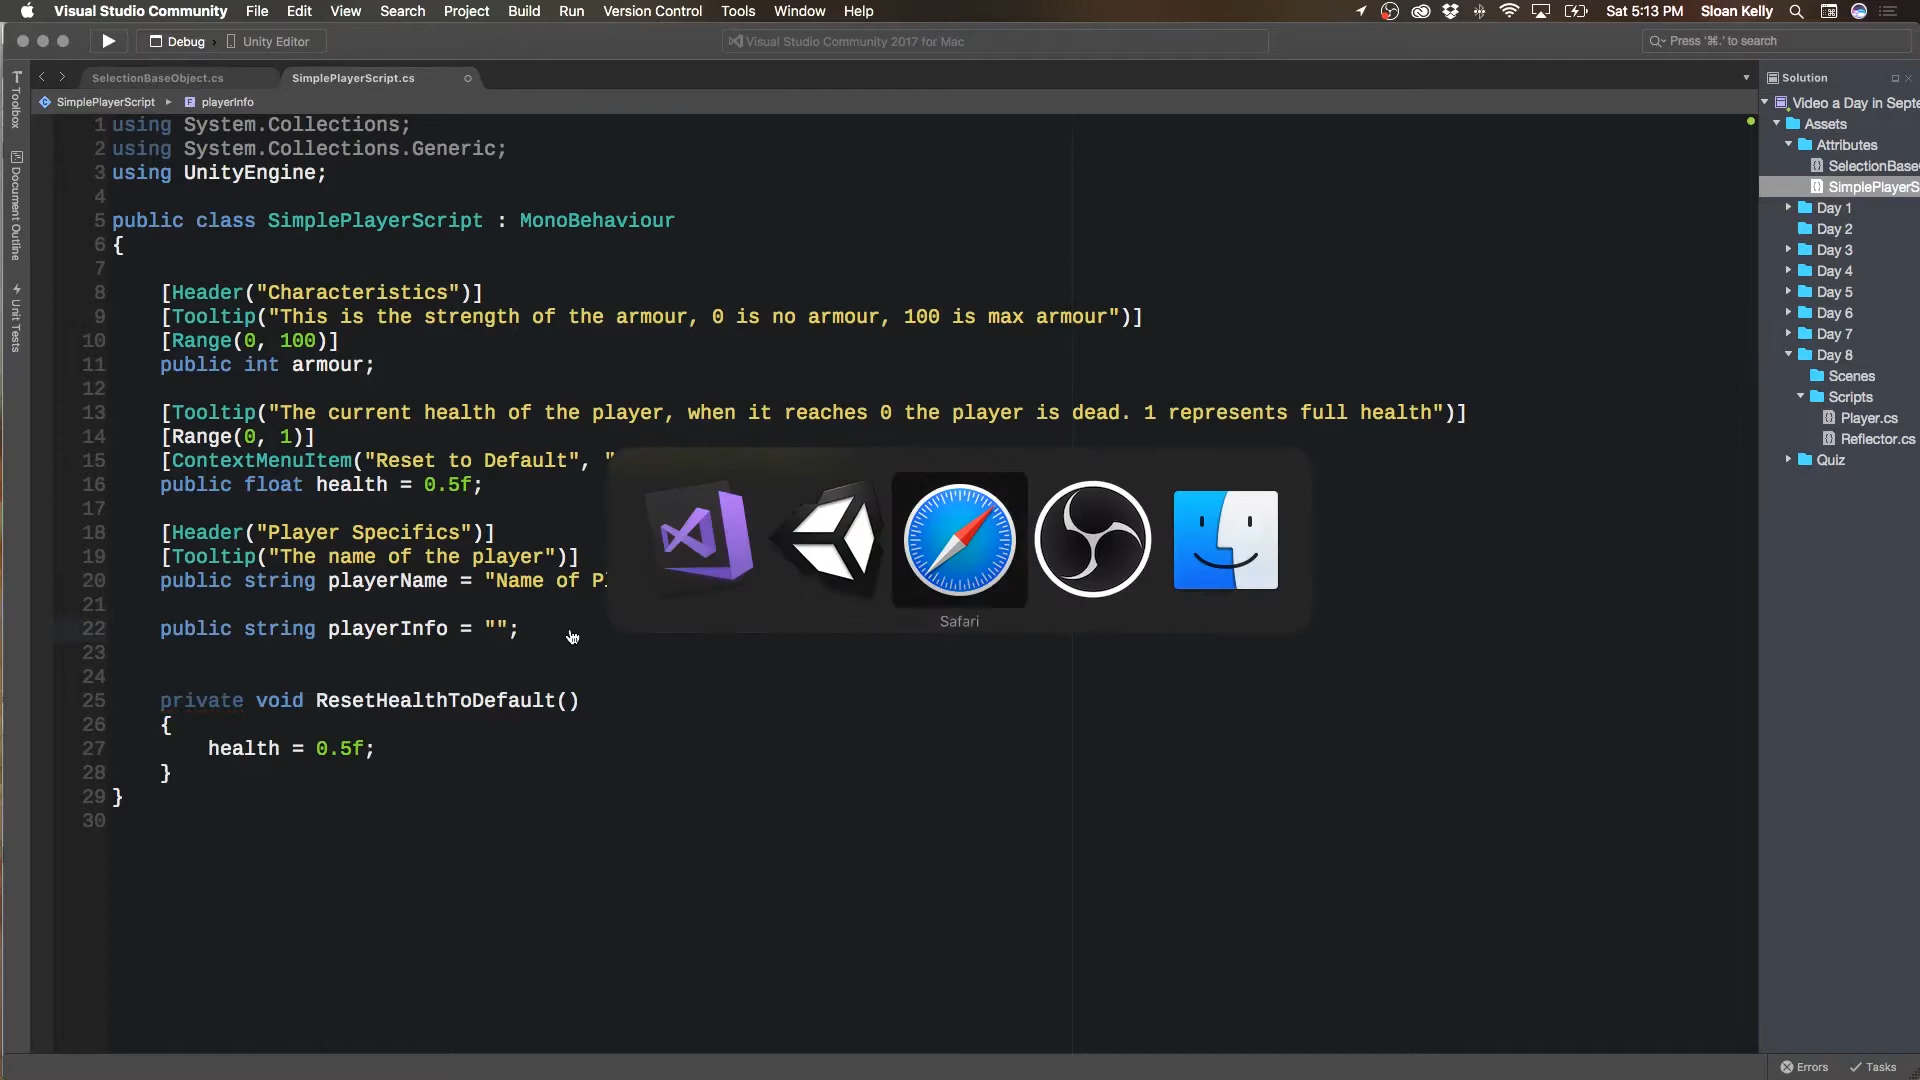 Visual Studio Community File Edit View Search Project Build Run Version Control Tools Window Help Sat 5:13 PM Sloan Kelly
Debug Unity Editor Visual Studio Community 2017 for Mac Press '⌘.' to search
SelectionBaseObject.cs SimplePlayerScript.cs Solution
SimplePlayerScript playerInfo
Toolbox
Document Outline
Unit Tests
1 using System.Collections;
2 using System.Collections.Generic;
3 using UnityEngine;
4
5 public class SimplePlayerScript : MonoBehaviour
6 {
7
8 [Header("Characteristics")]
9 [Tooltip("This is the strength of the armour, 0 is no armour, 100 is max armour")]
10 [Range(0, 100)]
11 public int armour;
12
13 [Tooltip("The current health of the player, when it reaches 0 the player is dead. 1 represents full health")]
14 [Range(0, 1)]
15 [ContextMenuItem("Reset to Default", "
16 public float health = 0.5f;
17
18 [Header("Player Specifics")]
19 [Tooltip("The name of the player")]
20 public string playerName = "Name of Pl
21
22 public string playerInfo = "";
23
24
25 private void ResetHealthToDefault()
26 {
27 health = 0.5f;
28 }
29 }
30
Safari
Video a Day in Septe
Assets
Attributes
SelectionBase
SimplePlayerS
Day 1
Day 2
Day 3
Day 4
Day 5
Day 6
Day 7
Day 8
Scenes
Scripts
Player.cs
Reflector.cs
Quiz
Errors Tasks